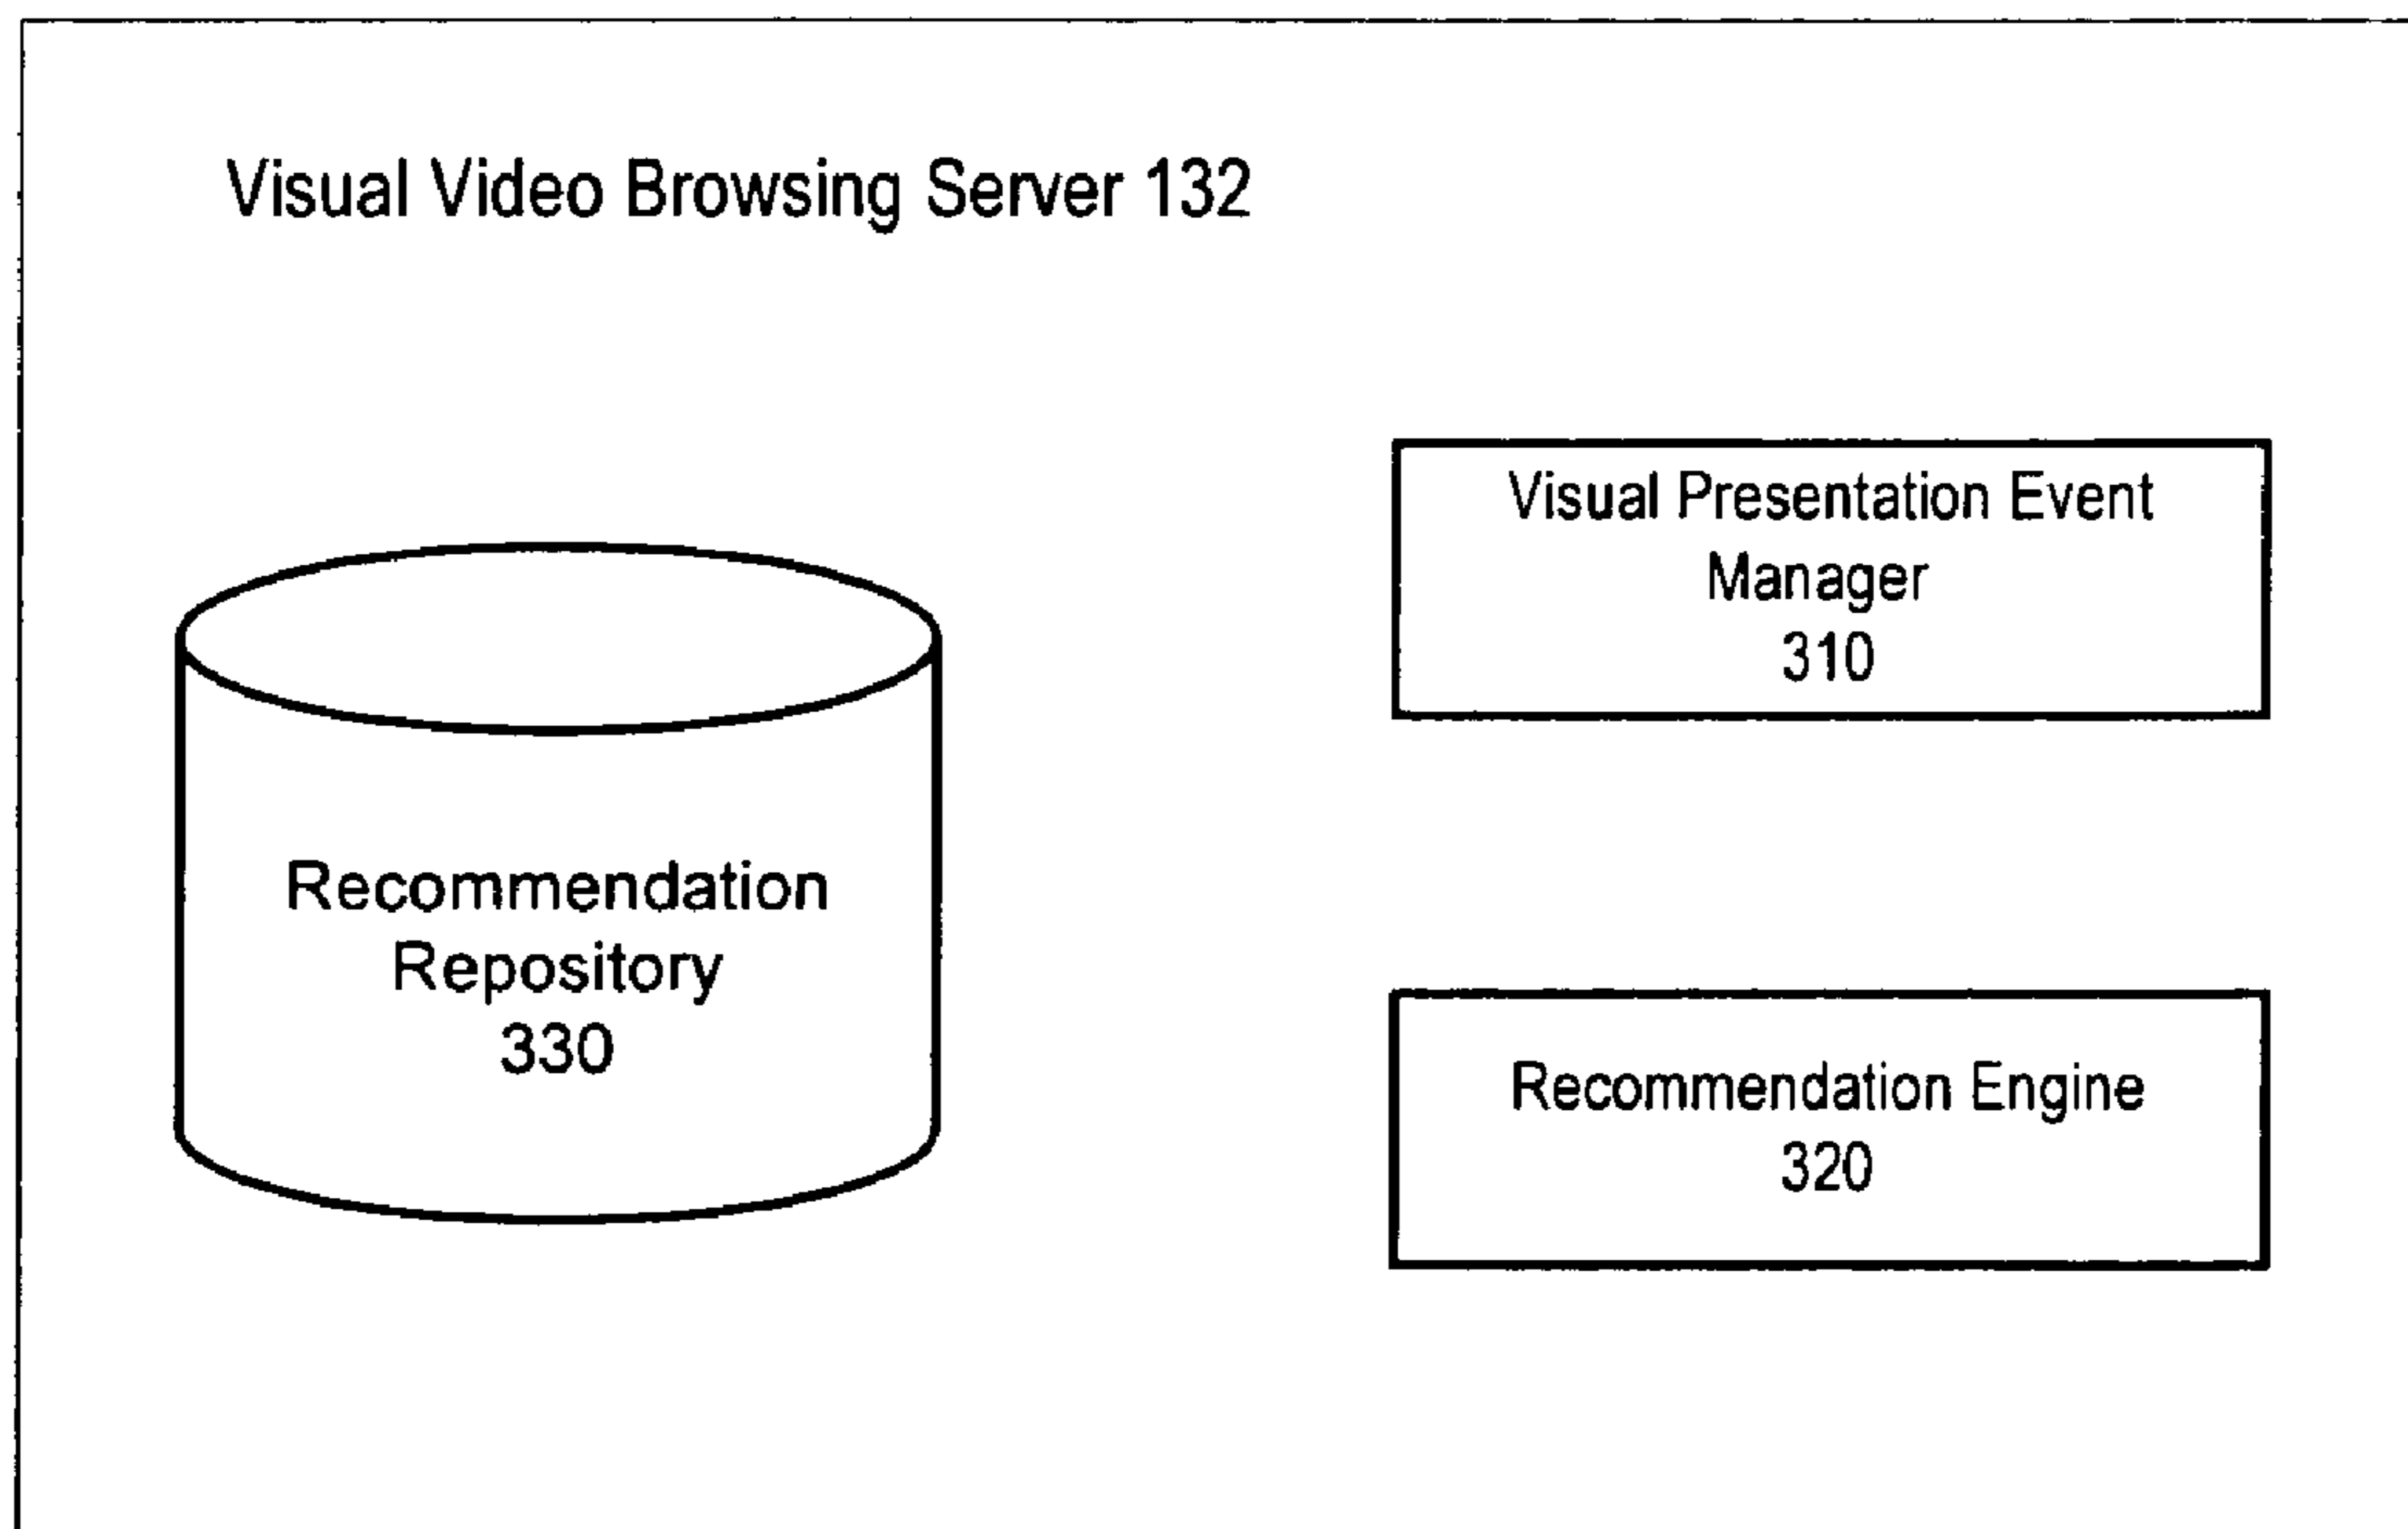 Visual Video Browsing Server 132
Visual Presentation Event
Manager
310
Recommendation
Repository
330
Recommendation Engine
320